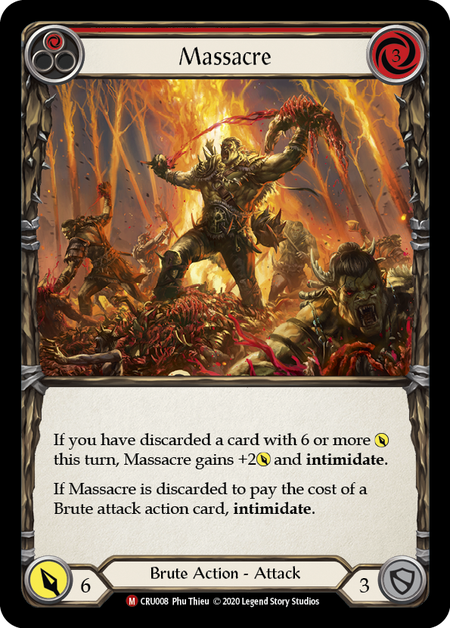 Massacre
3
If you have discarded a card with 6 or more
this turn, Massacre gains +2 and intimidate.
If Massacre is discarded to pay the cost of a
Brute attack action card, intimidate.
6
Brute Action - Attack
3
M CRU008 Phu Thieu © 2020 Legend Story Studios